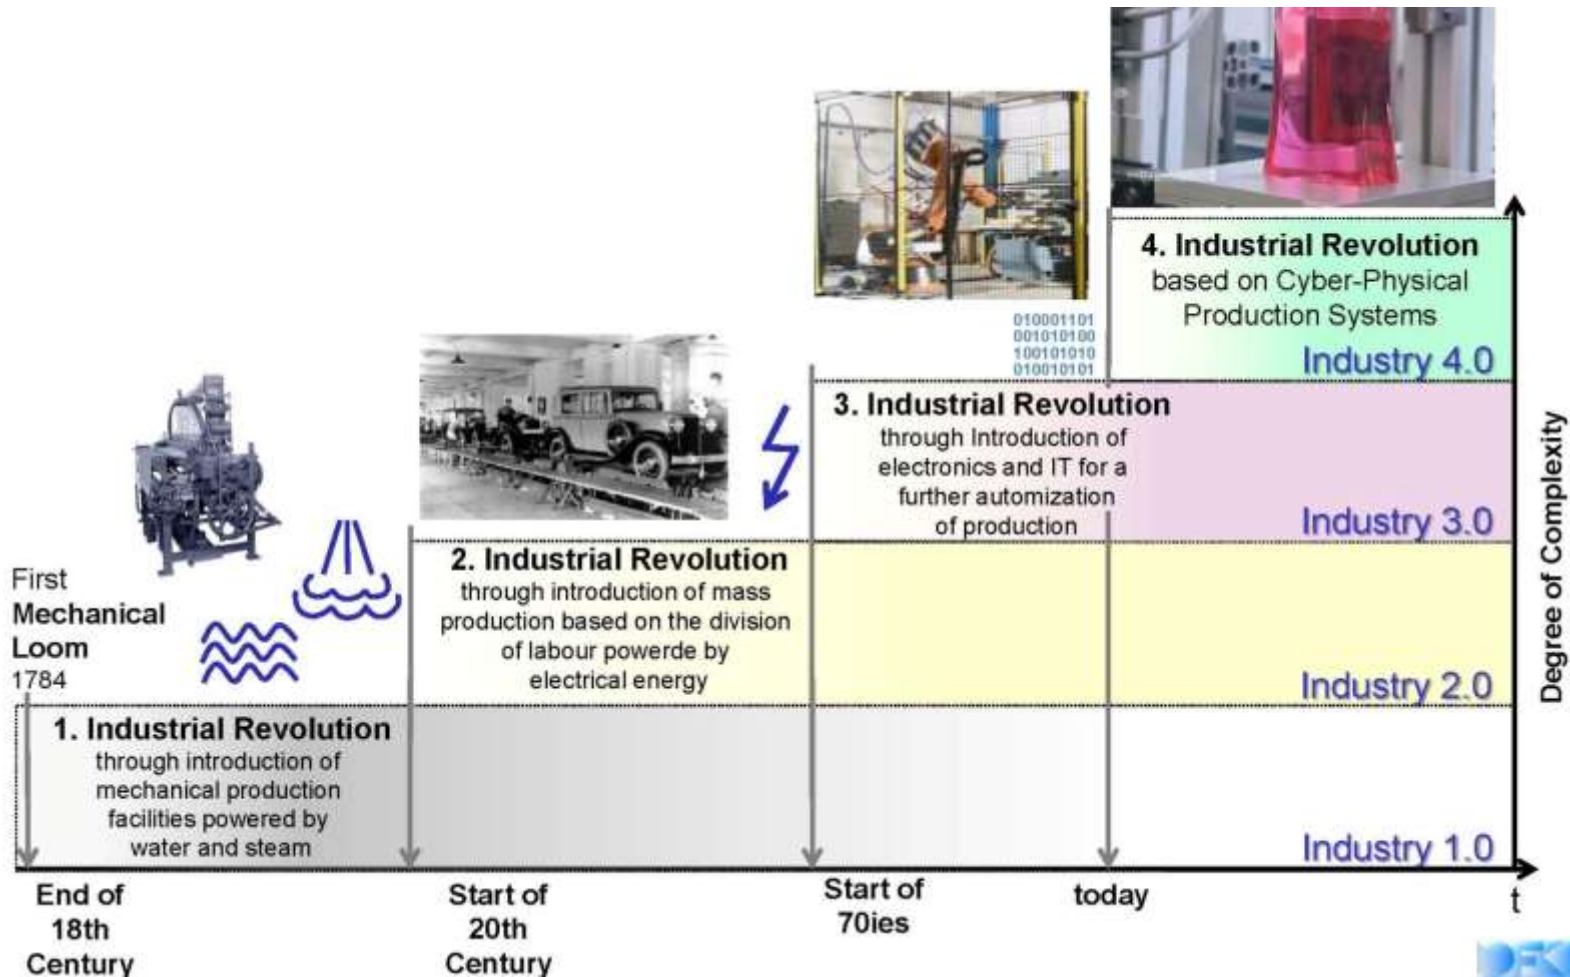 010001101
001010100
100101010
010010101
4. Industrial Revolution
based on Cyber-Physical
Production Systems
Industry 4.0
3. Industrial Revolution
through Introduction of
electronics and IT for a
further automization
of production
Industry 3.0
2. Industrial Revolution
through introduction of mass
production based on the division
of labour powerde by
electrical energy
Industry 2.0
First
Mechanical
Loom
1784
1. Industrial Revolution
through introduction of
mechanical production
facilities powered by
water and steam
Industry 1.0
Degree of Complexity
End of
18th
Century
Start of
20th
Century
Start of
70ies
today
t